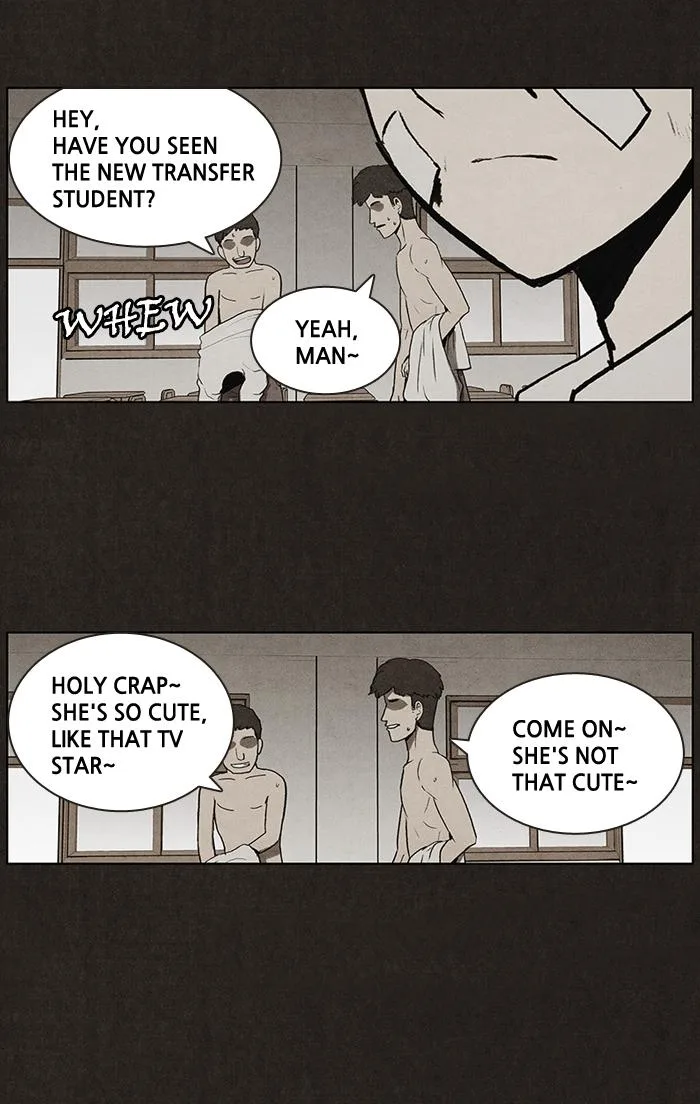 HEY,
HAVE YOU SEEN
THE NEW TRANSFER
STUDENT?
WHEW
YEAH,
MAN~
HOLY CRAP~
SHE'S SO CUTE,
LIKE THAT TV
STAR~
COME ON~
SHE'S NOT
THAT CUTE~